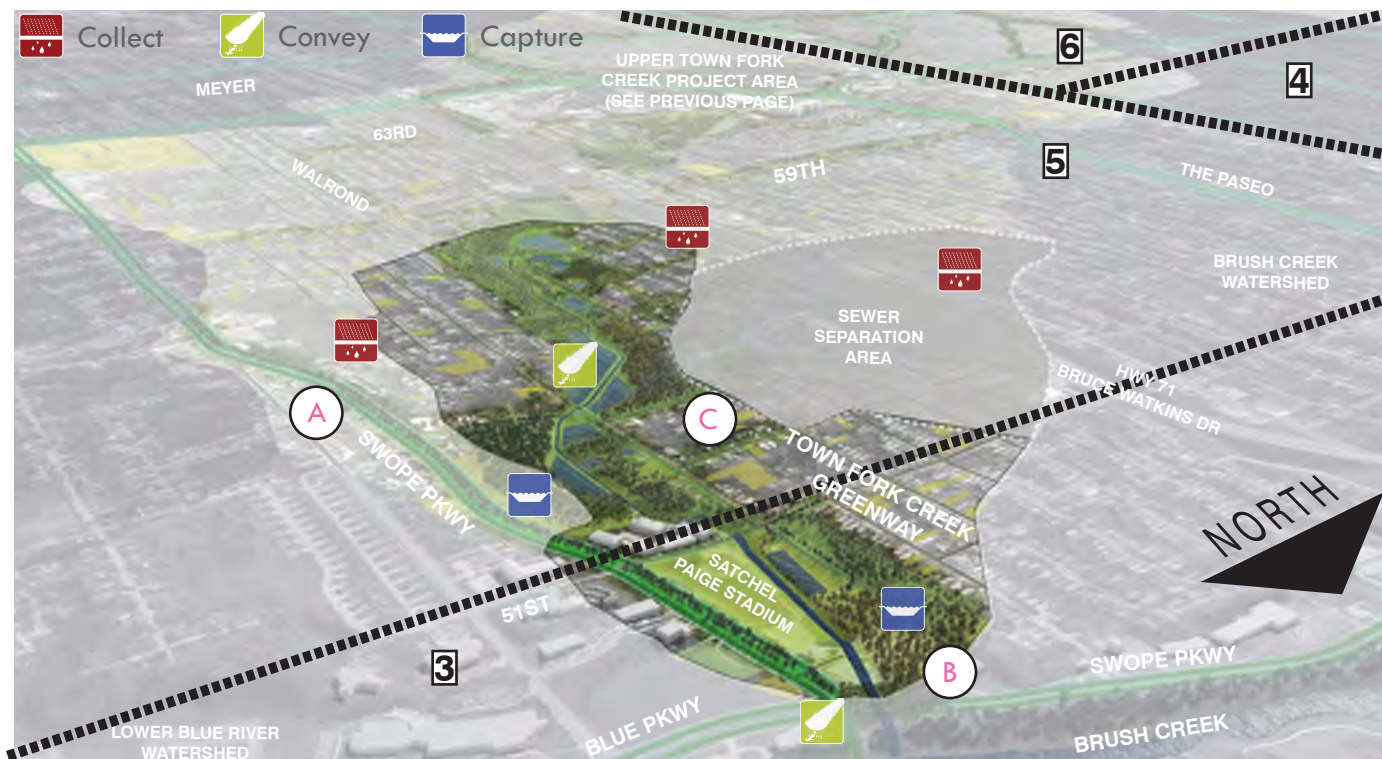 Collect
Convey
Capture
MEYER
UPPER TOWN FORK
CREEK PROJECT AREA
(SEE PREVIOUS PAGE)
6
4
63RD
WALROND
59TH
5
THE PASEO
BRUSH CREEK
WATERSHED
SEWER
SEPARATION
AREA
HWY 71
BRUCE WATKINS DR
A
C
SWOPE PKWY
TOWN FORK CREEK
GREENWAY
NORTH
SATCHEL
PAIGE STADIUM
51ST
3
B
SWOPE PKWY
BLUE PKWY
BRUSH CREEK
LOWER BLUE RIVER
WATERSHED